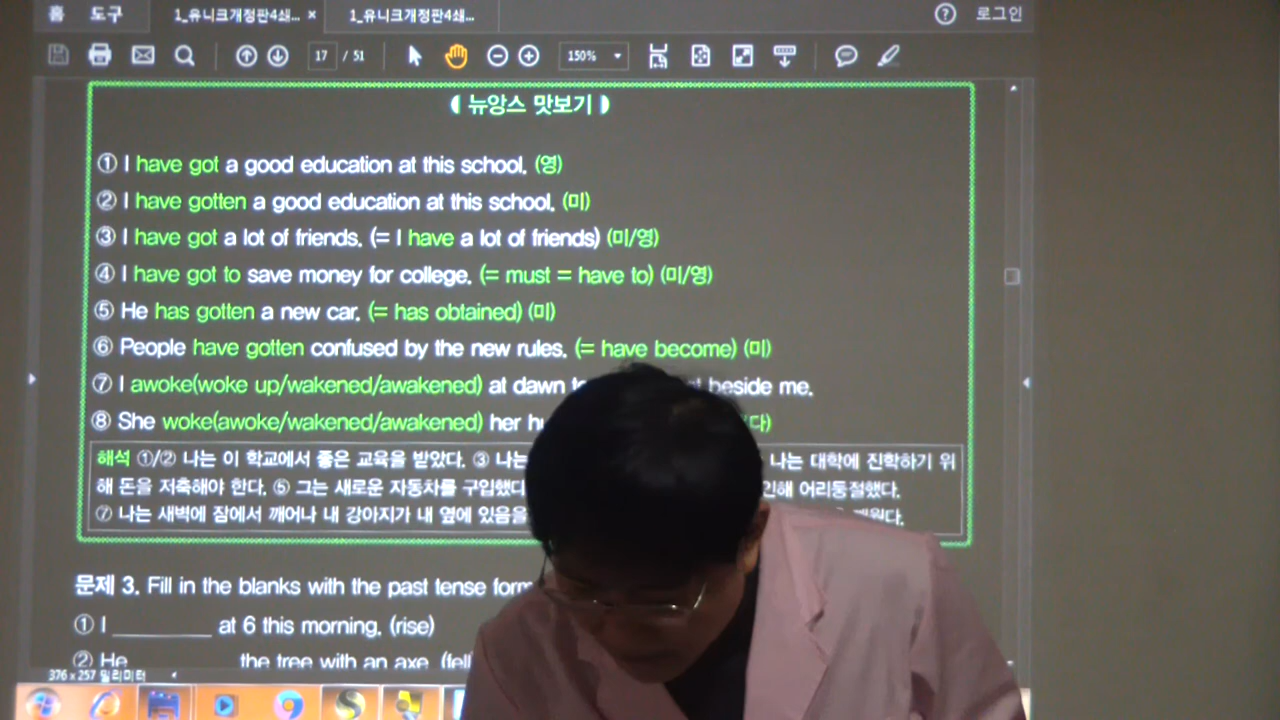 홈 도구 1_유니크개정판4쇄... × 1_유니크개정판4쇄... ? 로그인
17 / 51 150%
뉴앙스 맛보기
① I have got a good education at this school. (영)
② I have gotten a good education at this school. (미)
③ I have got a lot of friends. (= I have a lot of friends) (미/영)
④ I have got to save money for college. (= must = have to) (미/영)
⑤ He has gotten a new car. (= has obtained) (미)
⑥ People have gotten confused by the new rules. (= have become) (미)
⑦ I awoke(woke up/wakened/awakened) at dawn beside me.
⑧ She woke(awoke/wakened/awakened) her 다)
해석 ①/② 나는 이 학교에서 좋은 교육을 받았다. ③ 나는 나는 대학에 진학하기 위
해 돈을 저축해야 한다. ⑤ 그는 새로운 자동차를 구입했다 인해 어리둥절했다.
⑦ 나는 새벽에 잠에서 깨어나 내 강아지가 내 옆에 있음을
문제 3. Fill in the blanks with the past tense form
① I ________ at 6 this morning. (rise)
② He ________ the tree with an axe. (fell
376 x 257 밀리미터